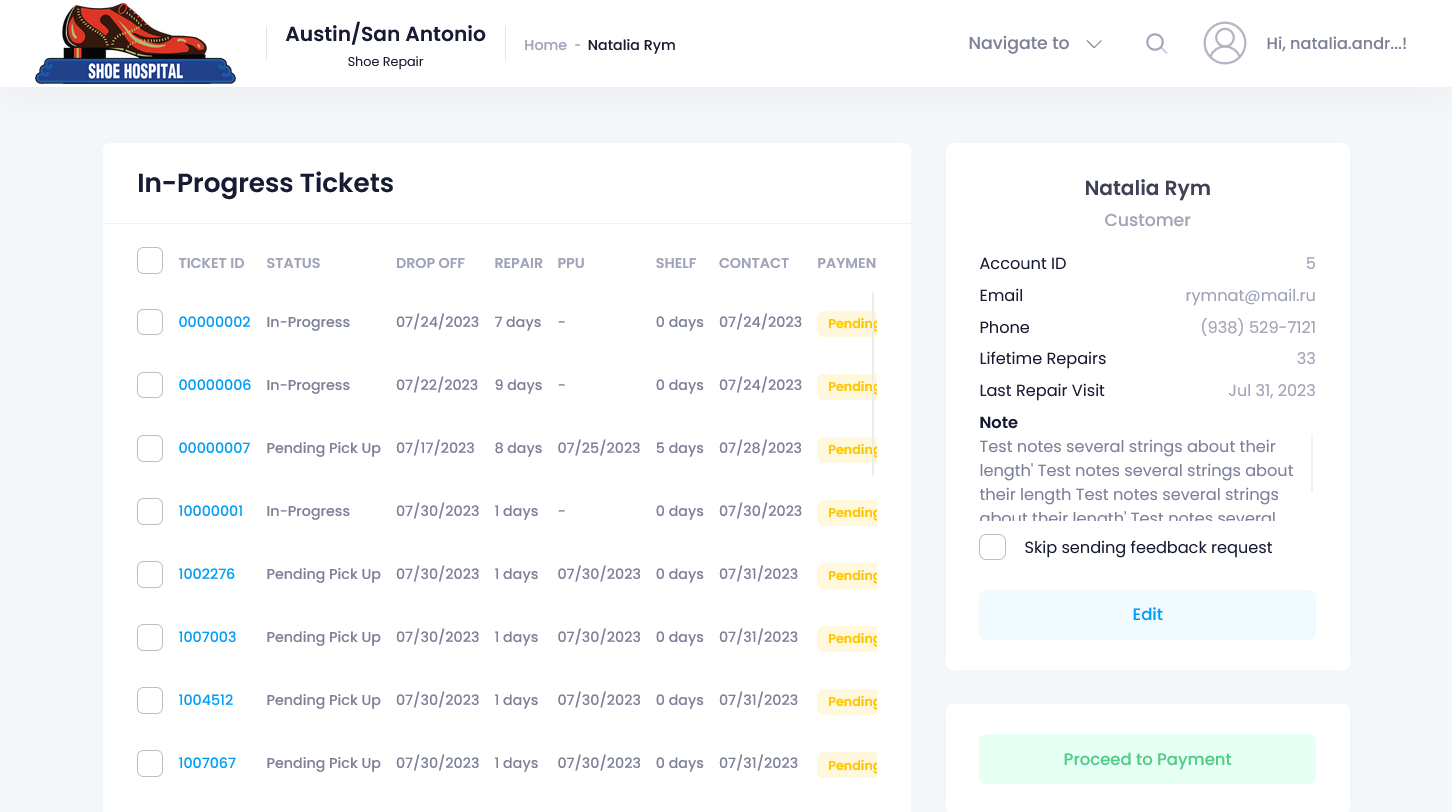 SHOE HOSPITAL
Austin/San Antonio
Shoe Repair
Home - Natalia Rym
Navigate to
Hi, natalia.andr...!
In-Progress Tickets
TICKET ID STATUS DROP OFF REPAIR PPU SHELF CONTACT PAYMEN
00000002 In-Progress 07/24/2023 7 days - 0 days 07/24/2023 Pending
00000006 In-Progress 07/22/2023 9 days - 0 days 07/24/2023 Pending
00000007 Pending Pick Up 07/17/2023 8 days 07/25/2023 5 days 07/28/2023 Pending
10000001 In-Progress 07/30/2023 1 days - 0 days 07/30/2023 Pending
1002276 Pending Pick Up 07/30/2023 1 days 07/30/2023 0 days 07/31/2023 Pending
1007003 Pending Pick Up 07/30/2023 1 days 07/30/2023 0 days 07/31/2023 Pending
1004512 Pending Pick Up 07/30/2023 1 days 07/30/2023 0 days 07/31/2023 Pending
1007067 Pending Pick Up 07/30/2023 1 days 07/30/2023 0 days 07/31/2023 Pending
Natalia Rym
Customer
Account ID 5
Email rymnat@mail.ru
Phone (938) 529-7121
Lifetime Repairs 33
Last Repair Visit Jul 31, 2023
Note
Test notes several strings about their
length' Test notes several strings about
their length Test notes several strings
about their length' Test notes several
Skip sending feedback request
Edit
Proceed to Payment